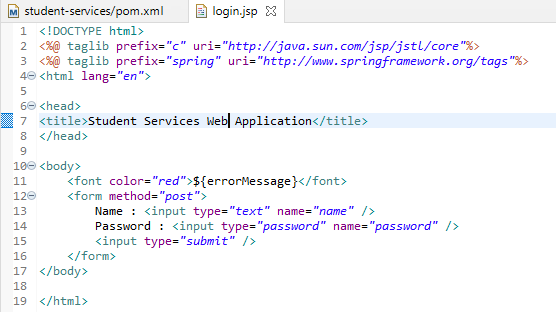 student-services/pom.xml login.jsp
1 <!DOCTYPE html>
2 <%@ taglib prefix="c" uri="http://java.sun.com/jsp/jstl/core"%>
3 <%@ taglib prefix="spring" uri="http://www.springframework.org/tags"%>
4 <html lang="en">
5
6 <head>
7 <title>Student Services Web Application</title>
8 </head>
9
10 <body>
11     <font color="red">${errorMessage}</font>
12     <form method="post">
13         Name : <input type="text" name="name" />
14         Password : <input type="password" name="password" />
15         <input type="submit" />
16     </form>
17 </body>
18
19 </html>